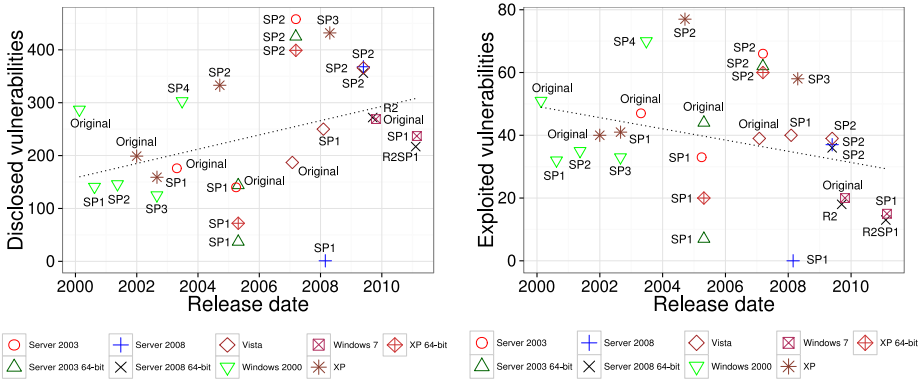 Disclosed vulnerabilities
400
300
200
100
0
2000
2002
2004
2006
2008
2010
Release date
Original
SP1
SP2
SP3
Original
SP1
SP4
Original
SP2
SP1
Original
SP1
SP1
SP2
SP2
SP2
SP3
Original
SP1
SP1
SP2
SP2
SP2
R2
Original
SP1
R2SP1
Server 2003
Server 2008
Vista
Windows 7
XP 64-bit
Server 2003 64-bit
Server 2008 64-bit
Windows 2000
XP
Exploited vulnerabilities
80
60
40
20
0
2000
2002
2004
2006
2008
2010
Release date
Original
SP1
SP2
Original
SP1
SP3
SP4
Original
SP2
Original
SP1
SP1
SP1
SP2
SP2
SP2
Original
SP3
SP1
SP1
SP2
SP2
SP2
Original
R2
SP1
R2SP1
Server 2003
Server 2008
Vista
Windows 7
XP 64-bit
Server 2003 64-bit
Server 2008 64-bit
Windows 2000
XP